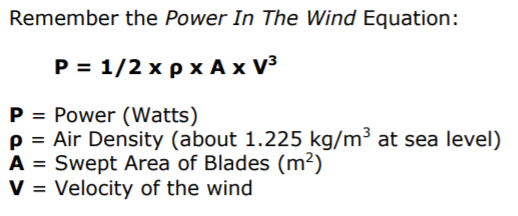 Remember the Power In The Wind Equation:
P = 1/2 x ρ x A x V³
P = Power (Watts)
ρ = Air Density (about 1.225 kg/m³ at sea level)
A = Swept Area of Blades (m²)
V = Velocity of the wind